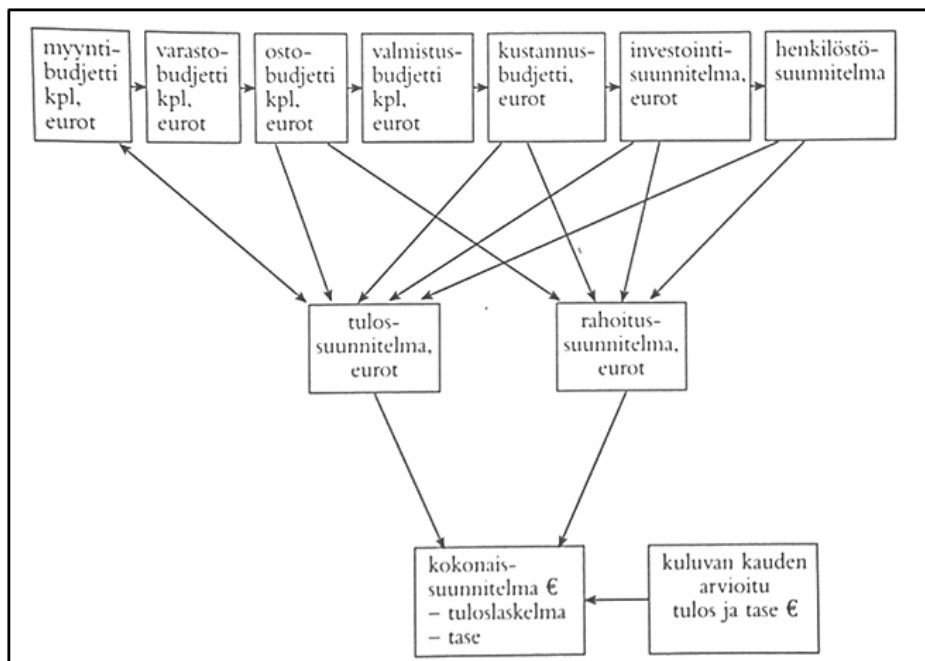 myynti-
budjetti
kpl,
eurot
varasto-
budjetti
kpl,
eurot
osto-
budjetti
kpl,
eurot
valmistus-
budjetti
kpl,
eurot
kustannus-
budjetti,
eurot
investointi-
suunnitelma,
eurot
henkilöstö-
suunnitelma
tulos-
suunnitelma,
eurot
rahoitus-
suunnitelma,
eurot
kokonais-
suunnitelma €
– tuloslaskelma
– tase
kuluvan kauden
arvioitu
tulos ja tase €